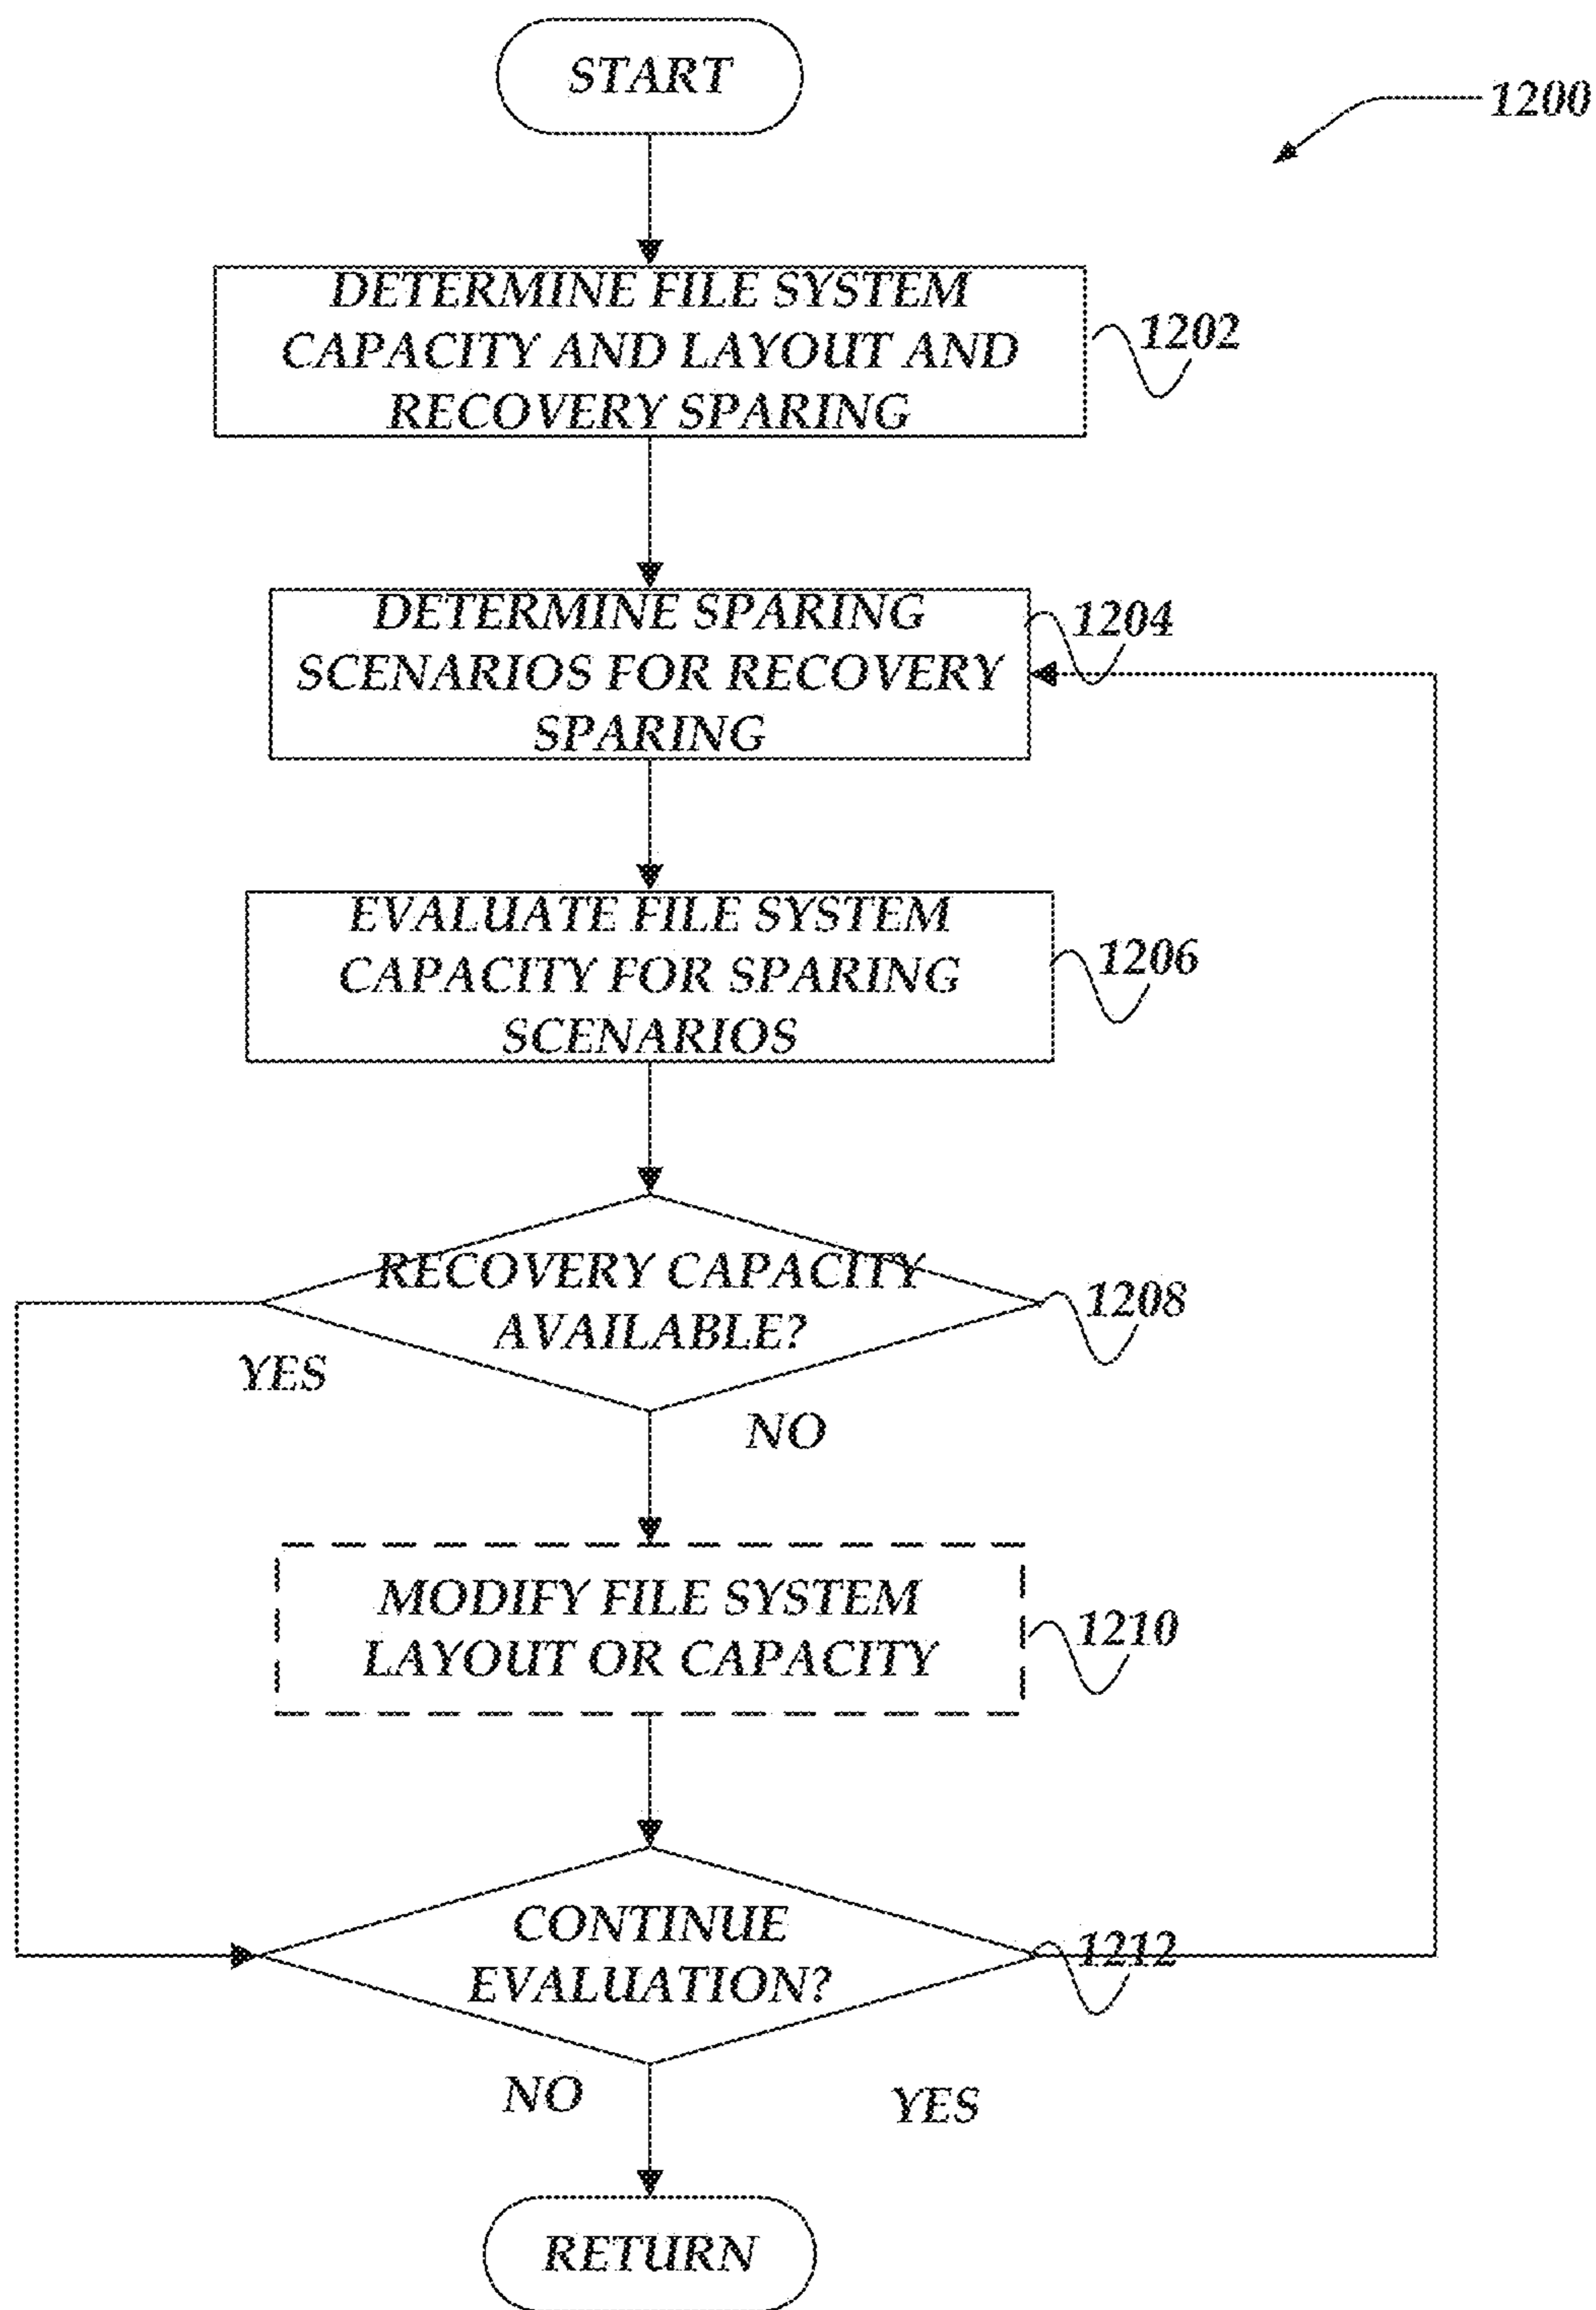 START
1200
DETERMINE FILE SYSTEM
CAPACITY AND LAYOUT AND
RECOVERY SPARING
1202
DETERMINE SPARING
SCENARIOS FOR RECOVERY
SPARING
1204
EVALUATE FILE SYSTEM
CAPACITY FOR SPARING
SCENARIOS
1206
RECOVERY CAPACITY
AVAILABLE?
1208
YES
NO
MODIFY FILE SYSTEM
LAYOUT OR CAPACITY
1210
CONTINUE
EVALUATION?
1212
NO
YES
RETURN